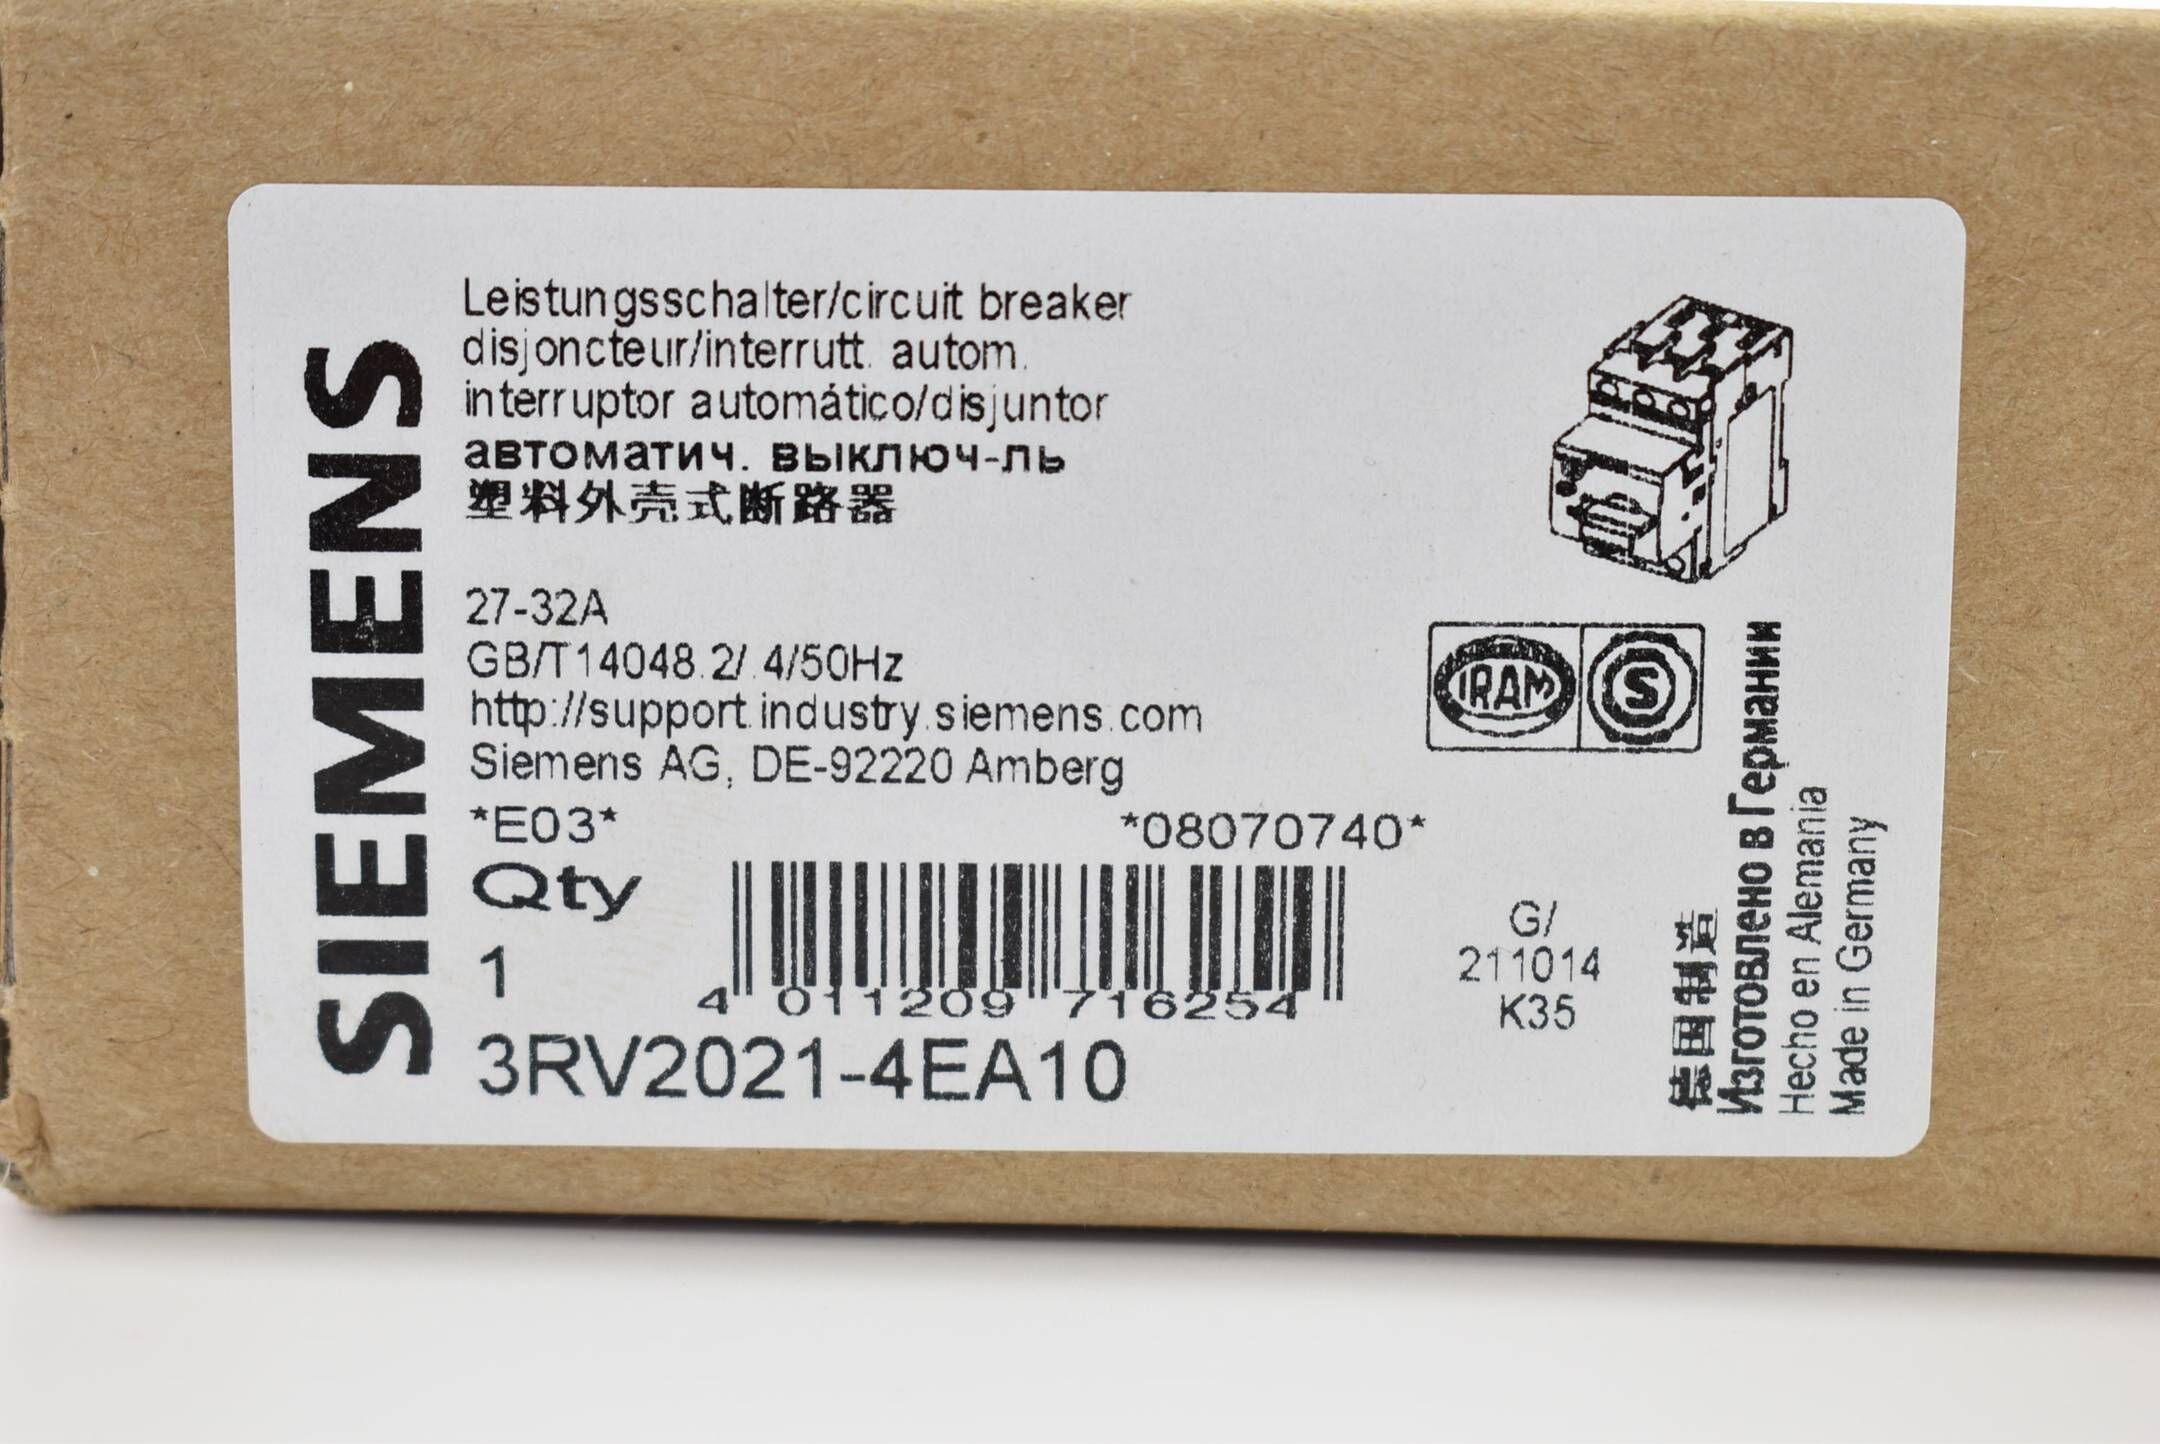 SIEMENS
Leistungsschalter/circuit breaker
disjoncteur/interrutt. autom.
interruptor automático/disjuntor
автоматич. выключ-ль
塑料外壳式断路器
27-32A
GB/T14048.2/.4/50Hz
http://support.industry.siemens.com
Siemens AG, DE-92220 Amberg
*E03*
*08070740*
Qty
1
4 011209 716254
3RV2021-4EA10
IRAM
S
G/
211014
K35
德国制造
Изготовлено в Германии
Hecho en Alemania
Made in Germany